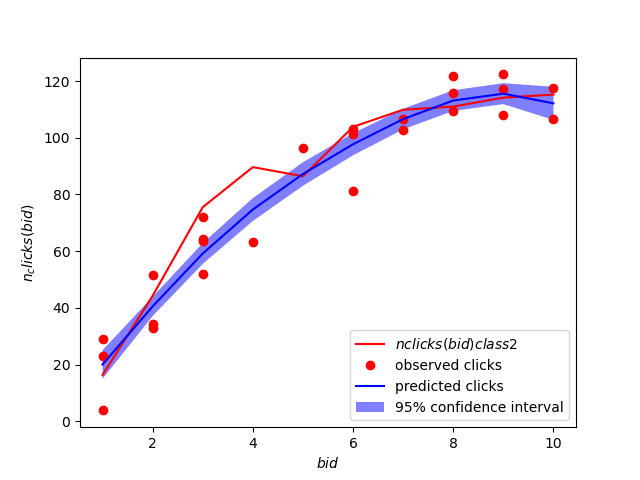 120
100
80
60
40
20
0
n_clicks(bid)
nclicks(bid)class2
observed clicks
predicted clicks
95% confidence interval
2
4
6
8
10
bid